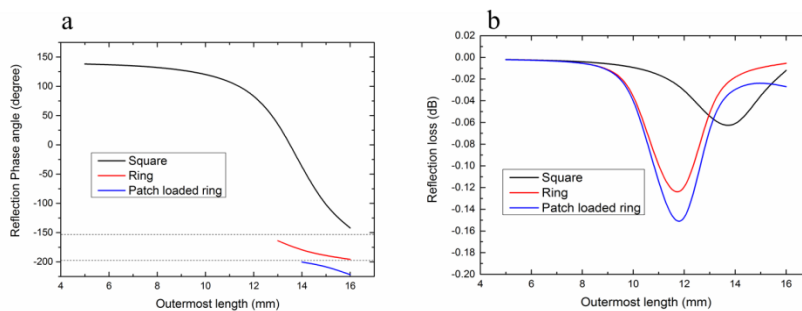 a
Reflection Phase angle (degree)
150
100
50
0
-50
-100
-150
-200
Square
Ring
Patch loaded ring
4 6 8 10 12 14 16
Outermost length (mm)
b
Reflection loss (dB)
0.02
0.00
-0.02
-0.04
-0.06
-0.08
-0.10
-0.12
-0.14
-0.16
-0.18
-0.20
Square
Ring
Patch loaded ring
4 6 8 10 12 14 16
Outermost length (mm)